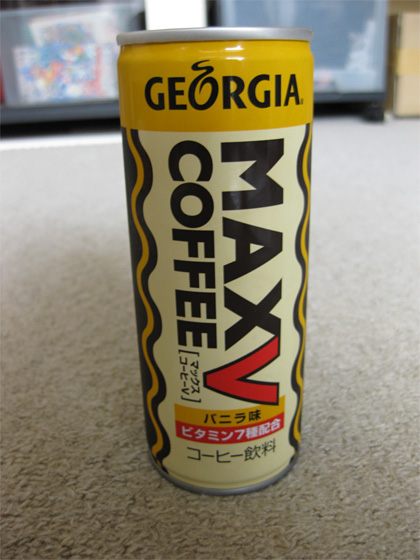 GEORGIA
MAX V
COFFEE
[マックス
コーヒーV]
バニラ味
ビタミン7種配合
コーヒー飲料